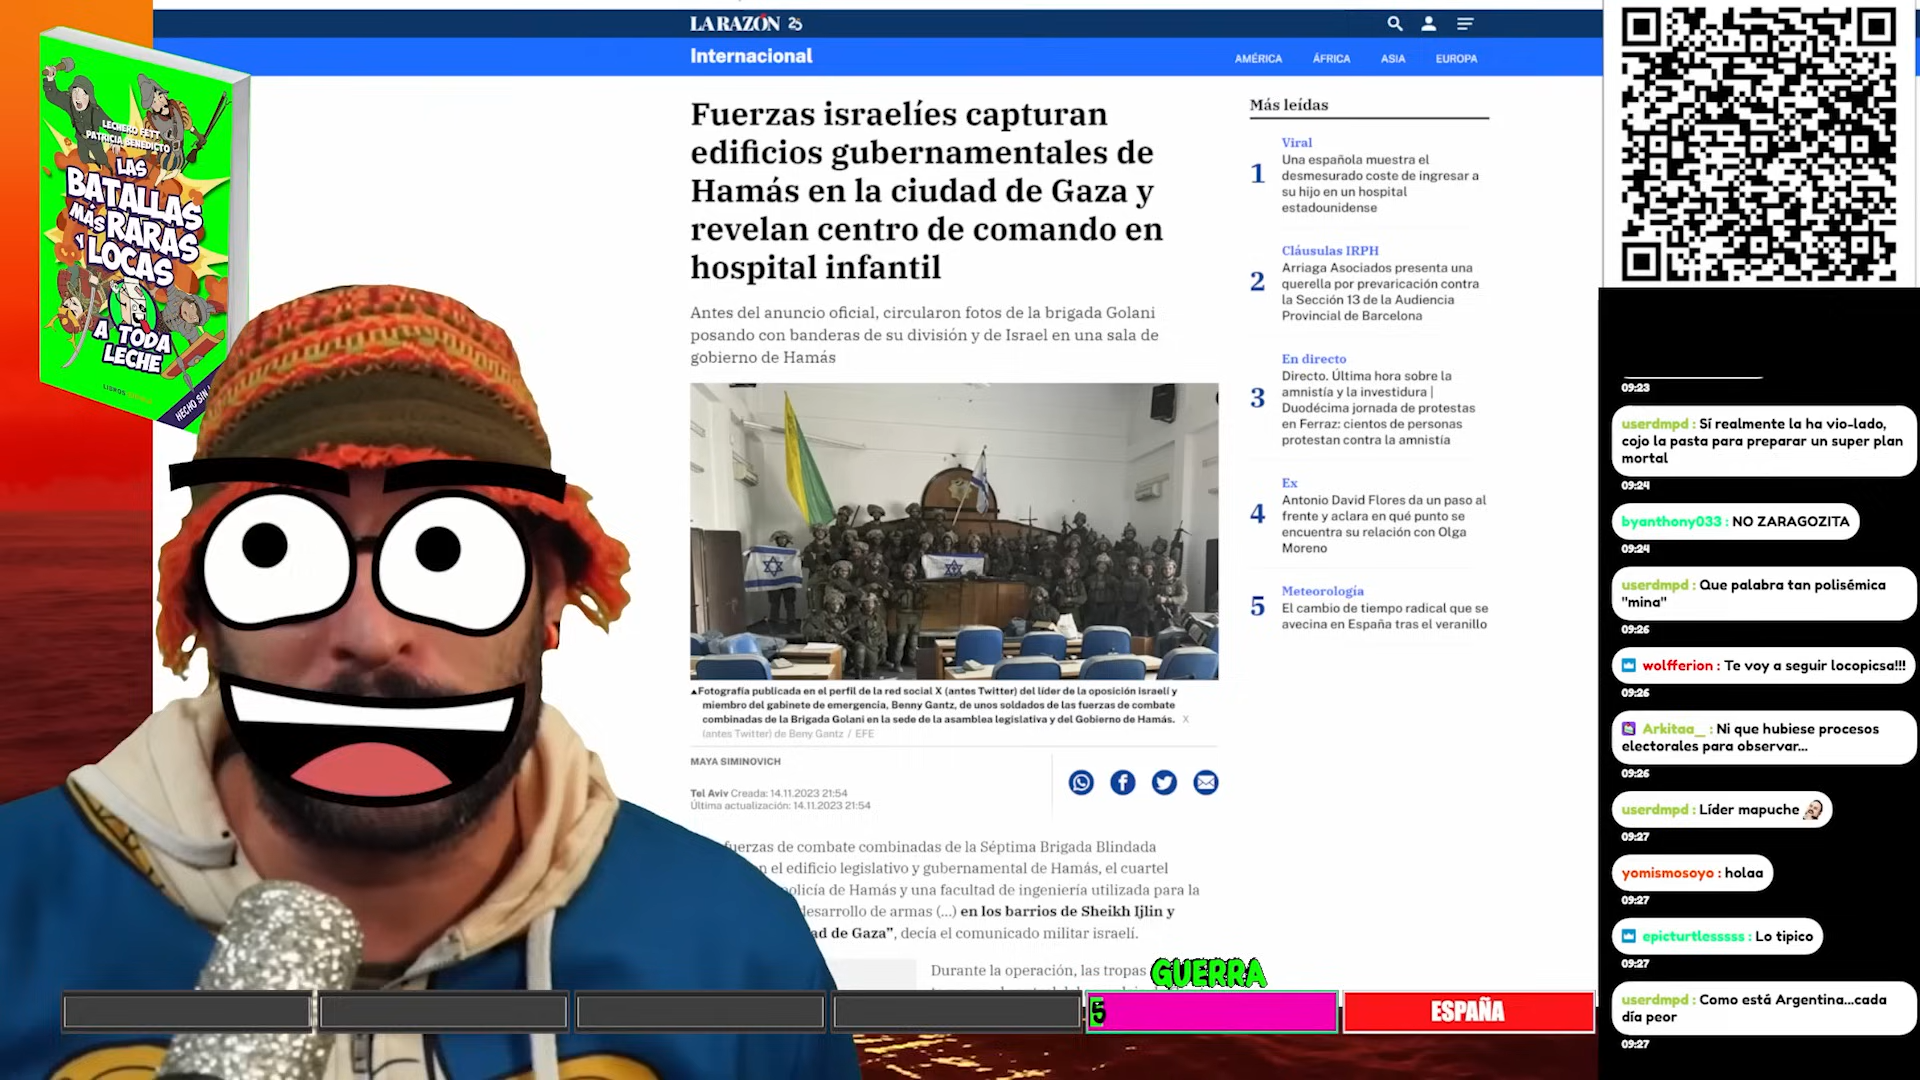 LA RAZÓN 25
Internacional
AMÉRICA
ÁFRICA
ASIA
EUROPA
LECHERO FETT
PATRICIA BENEDICTO
LAS
BATALLAS
MÁS RARAS
Y LOCAS
A TODA
LECHE
LIBROS
HECHO SIN
Fuerzas israelíes capturan
edificios gubernamentales de
Hamás en la ciudad de Gaza y
revelan centro de comando en
hospital infantil
Antes del anuncio oficial, circularon fotos de la brigada Golani
posando con banderas de su división y de Israel en una sala de
gobierno de Hamás
▲Fotografía publicada en el perfil de la red social X (antes Twitter) del líder de la oposición israelí y
miembro del gabinete de emergencia, Benny Gantz, de unos soldados de las fuerzas de combate
combinadas de la Brigada Golani en la sede de la asamblea legislativa y del Gobierno de Hamás. X
(antes Twitter) de Beny Gantz / EFE
MAYA SIMINOVICH
Tel Aviv Creada: 14.11.2023 21:54
Última actualización: 14.11.2023 21:54
fuerzas de combate combinadas de la Séptima Brigada Blindada
en el edificio legislativo y gubernamental de Hamás, el cuartel
policía de Hamás y una facultad de ingeniería utilizada para la
desarrollo de armas (...) en los barrios de Sheikh Ijlin y
ad de Gaza”, decía el comunicado militar israelí.
Durante la operación, las tropas
Más leídas
1
Viral
Una española muestra el
desmesurado coste de ingresar a
su hijo en un hospital
estadounidense
2
Cláusulas IRPH
Arriaga Asociados presenta una
querella por prevaricación contra
la Sección 13 de la Audiencia
Provincial de Barcelona
3
En directo
Directo. Última hora sobre la
amnistía y la investidura |
Duodécima jornada de protestas
en Ferraz: cientos de personas
protestan contra la amnistía
4
Ex
Antonio David Flores da un paso al
frente y aclara en qué punto se
encuentra su relación con Olga
Moreno
5
Meteorología
El cambio de tiempo radical que se
avecina en España tras el veranillo
09:23
userdmpd : Sí realmente la ha vio-lado,
cojo la pasta para preparar un super plan
mortal
09:24
byanthony033 : NO ZARAGOZITA
09:24
userdmpd : Que palabra tan polisémica
"mina"
09:26
wolfferion : Te voy a seguir locopicsa!!!
09:26
Arkitaa_ : Ni que hubiese procesos
electorales para observar...
09:26
userdmpd : Líder mapuche
09:27
yomismosoyo : holaa
09:27
epicturtlesssss : Lo tipico
09:27
userdmpd : Como está Argentina...cada
día peor
09:27
GUERRA
5
ESPAÑA